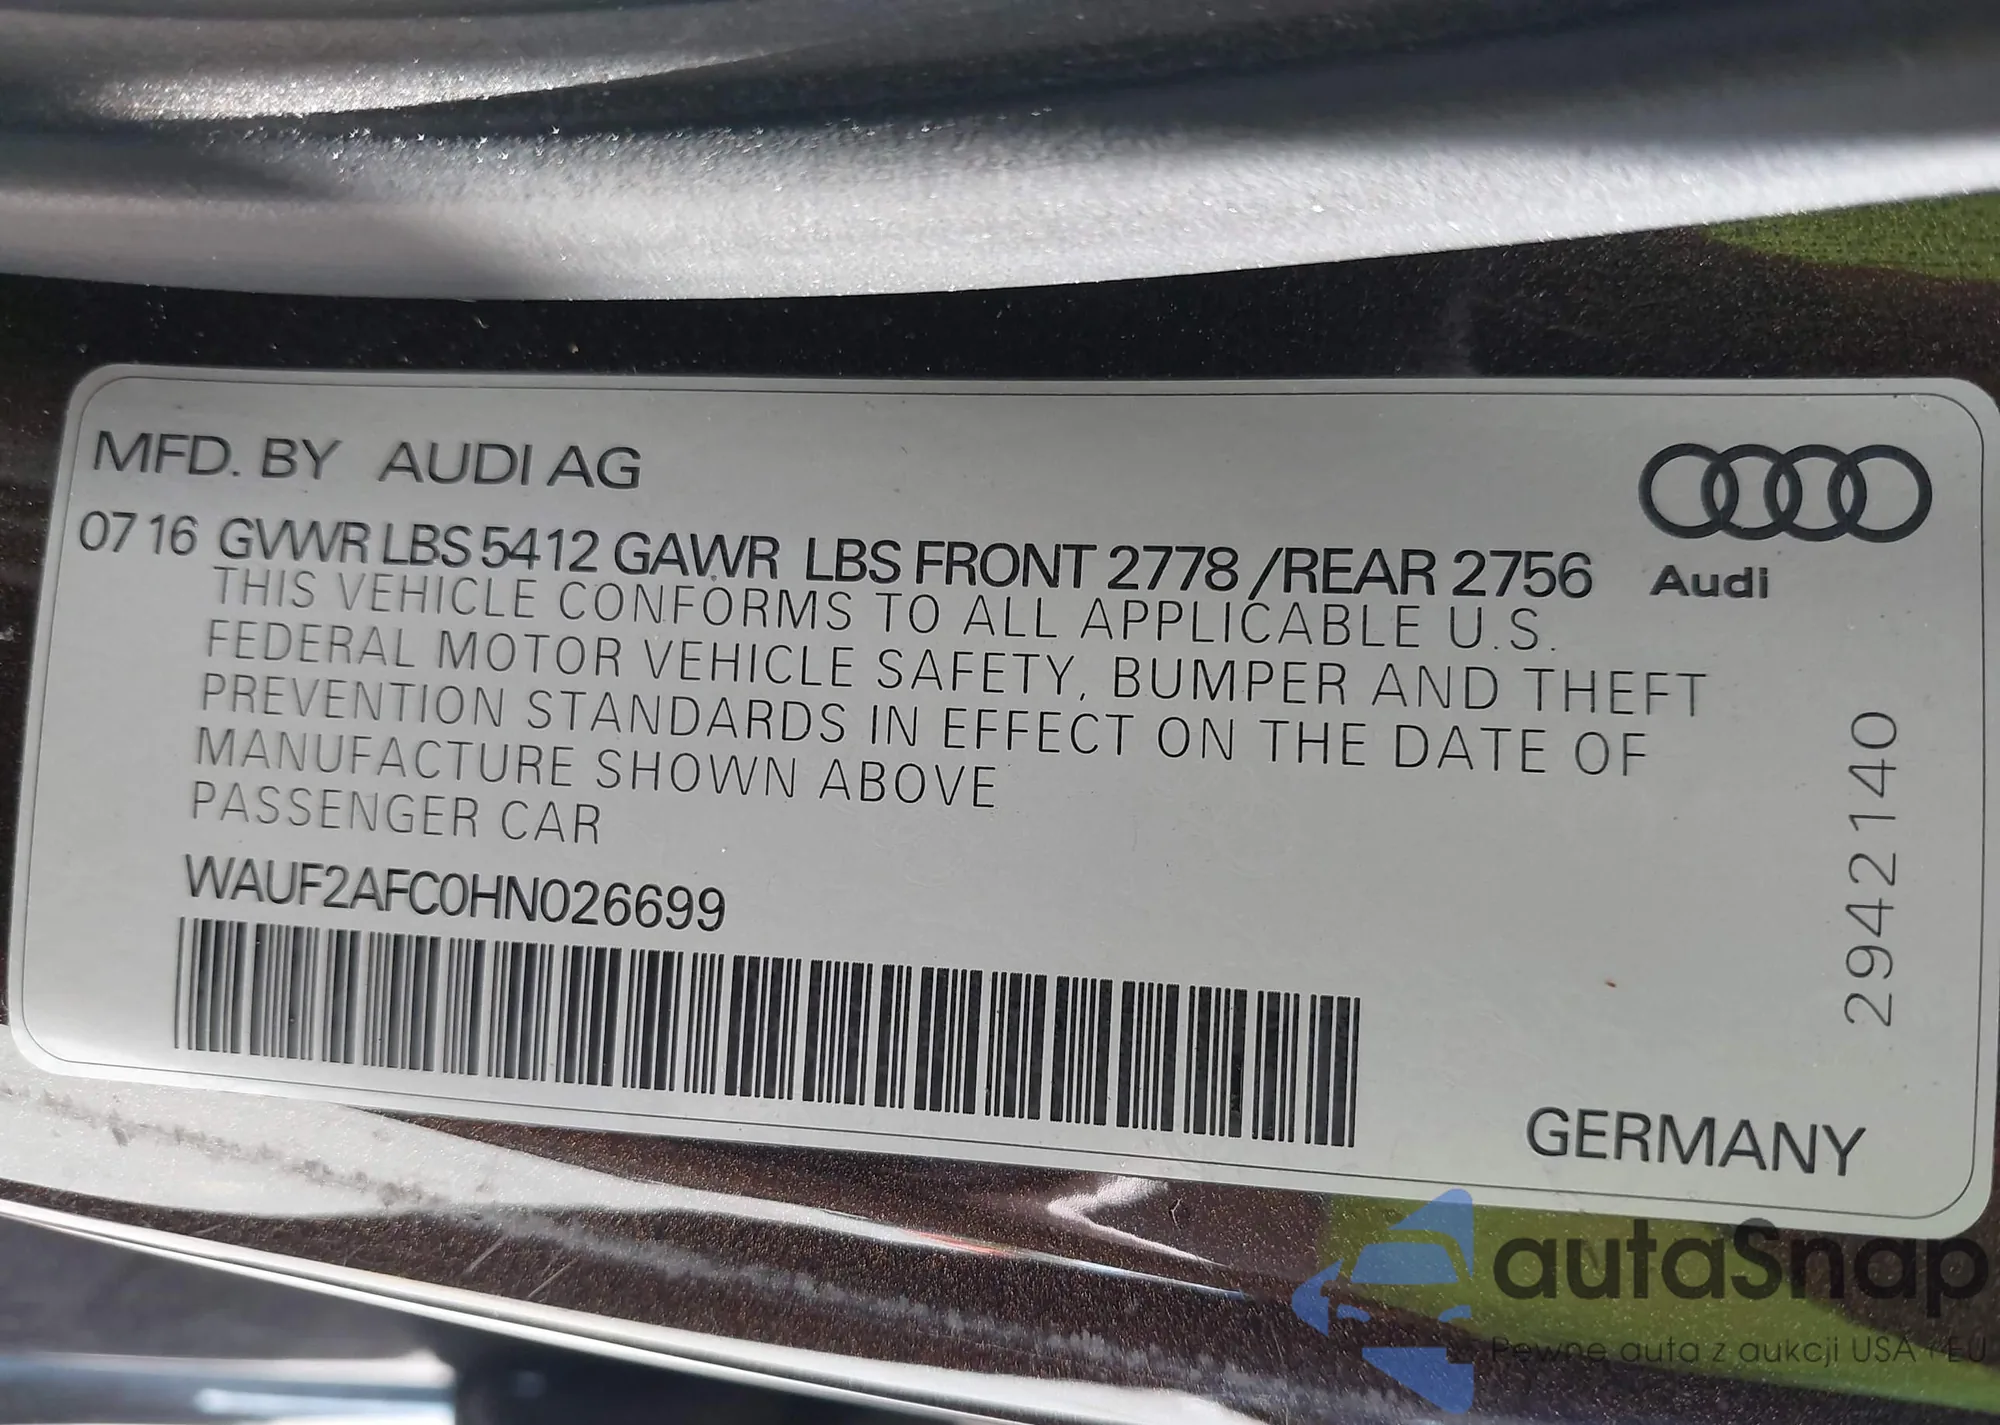 MFD. BY AUDI AG
07 16 GVWR LBS 5412 GAWR LBS FRONT 2778 /REAR 2756
Audi
THIS VEHICLE CONFORMS TO ALL APPLICABLE U.S.
FEDERAL MOTOR VEHICLE SAFETY, BUMPER AND THEFT
PREVENTION STANDARDS IN EFFECT ON THE DATE OF
MANUFACTURE SHOWN ABOVE
PASSENGER CAR
WAUF2AFC0HN026699
2942140
GERMANY
autaSnap
Pewne auta z aukcji USA i EU